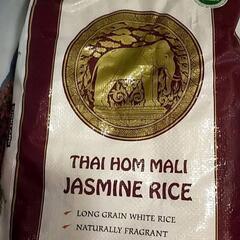 THAI HOM MALI
JASMINE RICE
LONG GRAIN WHITE RICE
NATURALLY FRAGRANT